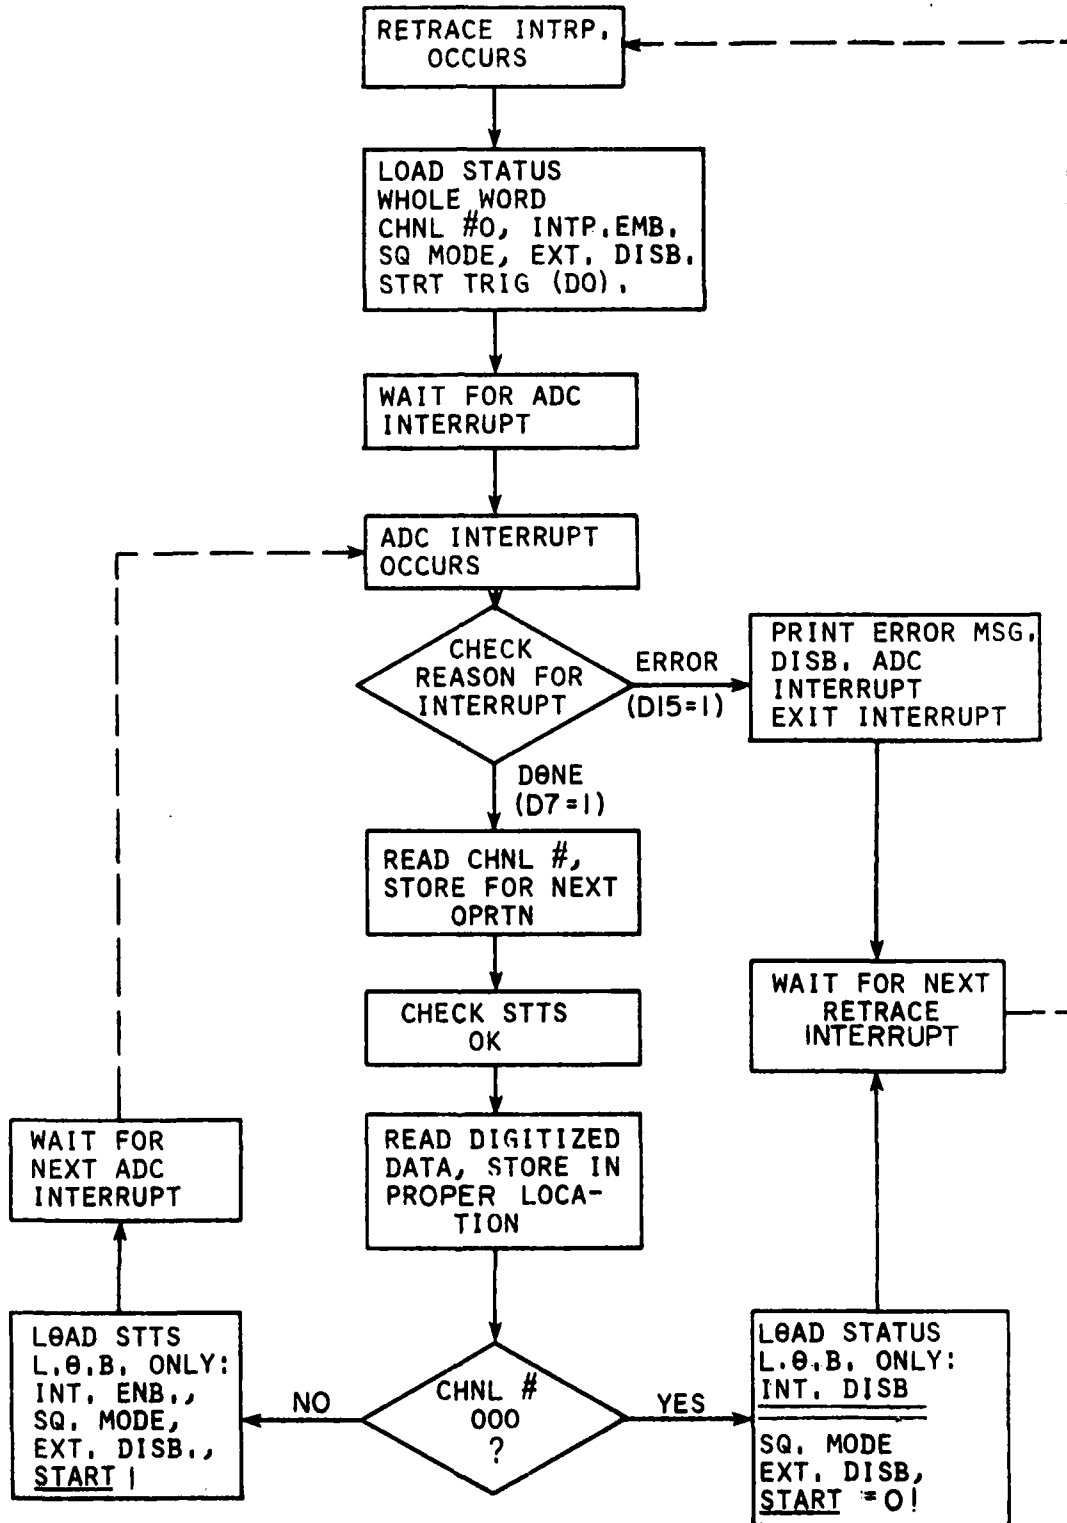 RETRACE INTRP.
OCCURS
LOAD STATUS
WHOLE WORD
CHNL #0, INTP.EMB.
SQ MODE, EXT. DISB.
STRT TRIG (DO).
WAIT FOR ADC
INTERRUPT
ADC INTERRUPT
OCCURS
CHECK
REASON FOR
INTERRUPT
ERROR
(D15=1)
PRINT ERROR MSG.
DISB. ADC
INTERRUPT
EXIT INTERRUPT
DθNE
(D7=1)
READ CHNL #,
STORE FOR NEXT
OPRTN
CHECK STTS
OK
WAIT FOR NEXT
RETRACE
INTERRUPT
READ DIGITIZED
DATA, STORE IN
PROPER LOCA-
TION
WAIT FOR
NEXT ADC
INTERRUPT
LθAD STTS
L.θ.B. ONLY:
INT. ENB.,
SQ. MODE,
EXT. DISB.,
START 1
NO
CHNL #
000
?
YES
LθAD STATUS
L.θ.B. ONLY:
INT. DISB
SQ. MODE
EXT. DISB,
START =0!